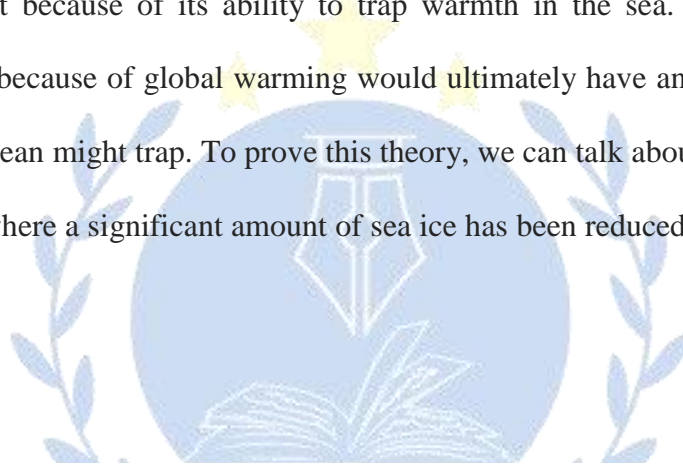 t because of its ability to trap warmth in the sea.
because of global warming would ultimately have an
ean might trap. To prove this theory, we can talk abou
here a significant amount of sea ice has been reduced